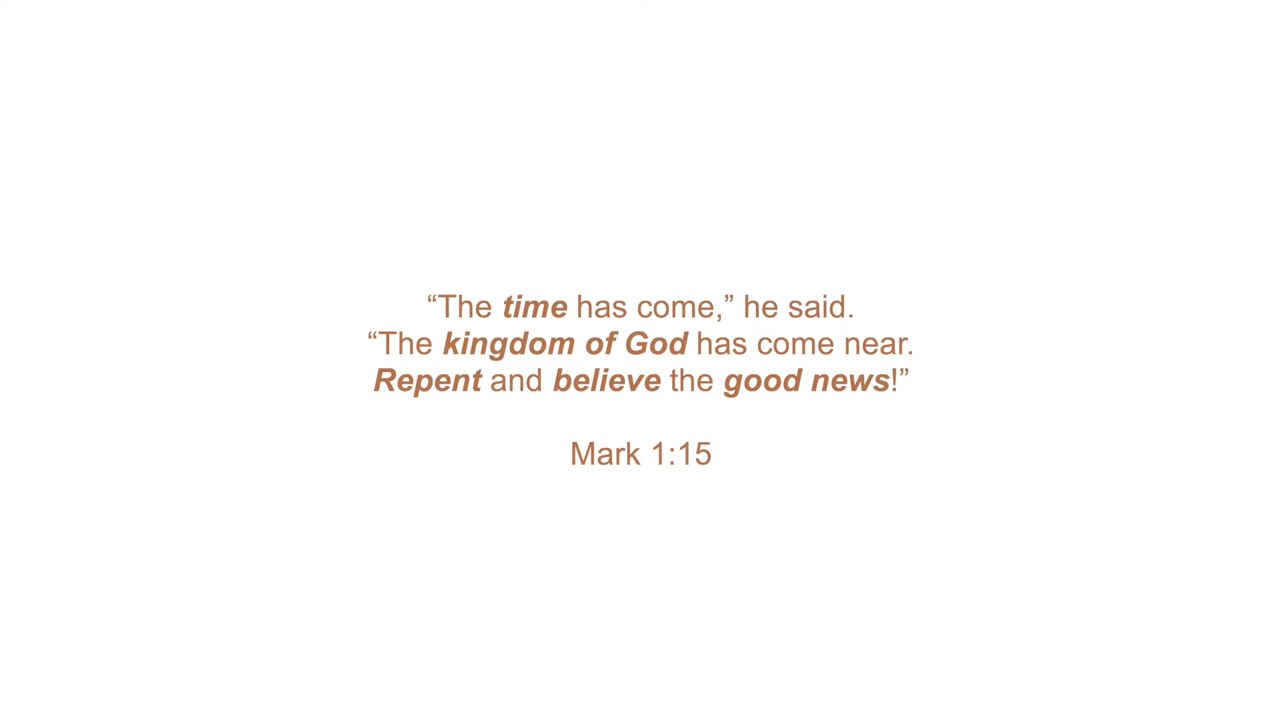 “The time has come,” he said.
“The kingdom of God has come near.
Repent and believe the good news!”
Mark 1:15